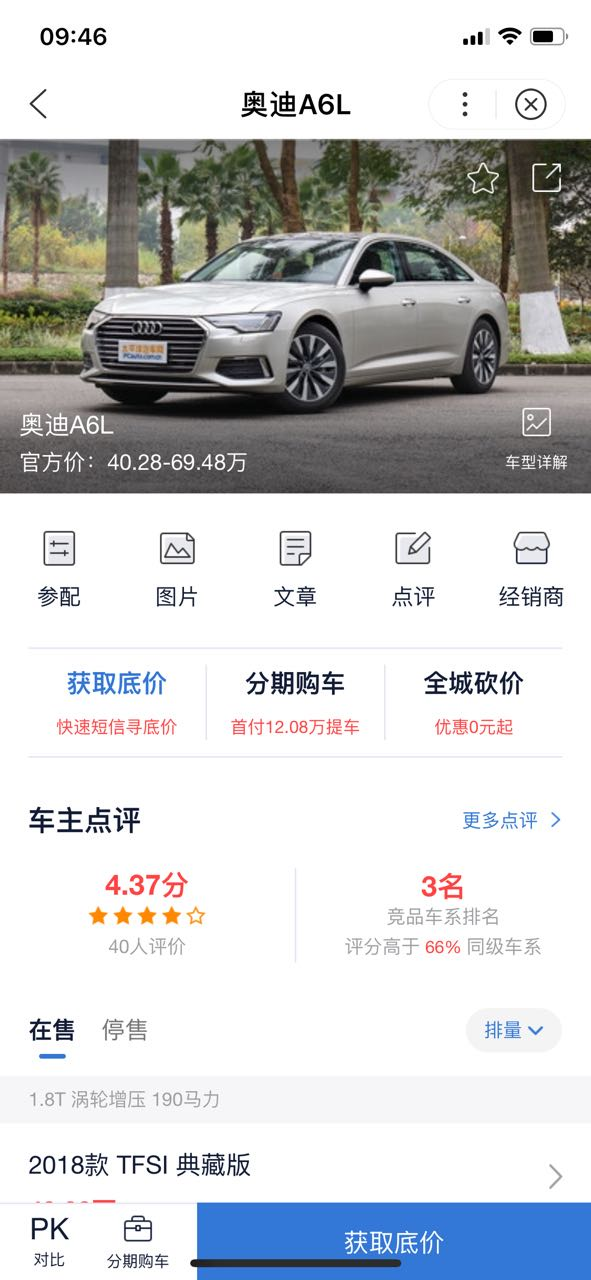 09:46
奥迪A6L
太平洋汽车网
PCauto.com.cn
奥迪A6L
官方价：40.28-69.48万
车型详解
参配 图片 文章 点评 经销商
获取底价 分期购车 全城砍价
快速短信寻底价 首付12.08万提车 优惠0元起
车主点评 更多点评
4.37分 3名
40人评价 竞品车系排名
评分高于 66% 同级车系
在售 停售 排量
1.8T 涡轮增压 190马力
2018款 TFSI 典藏版
PK 获取底价
对比 分期购车